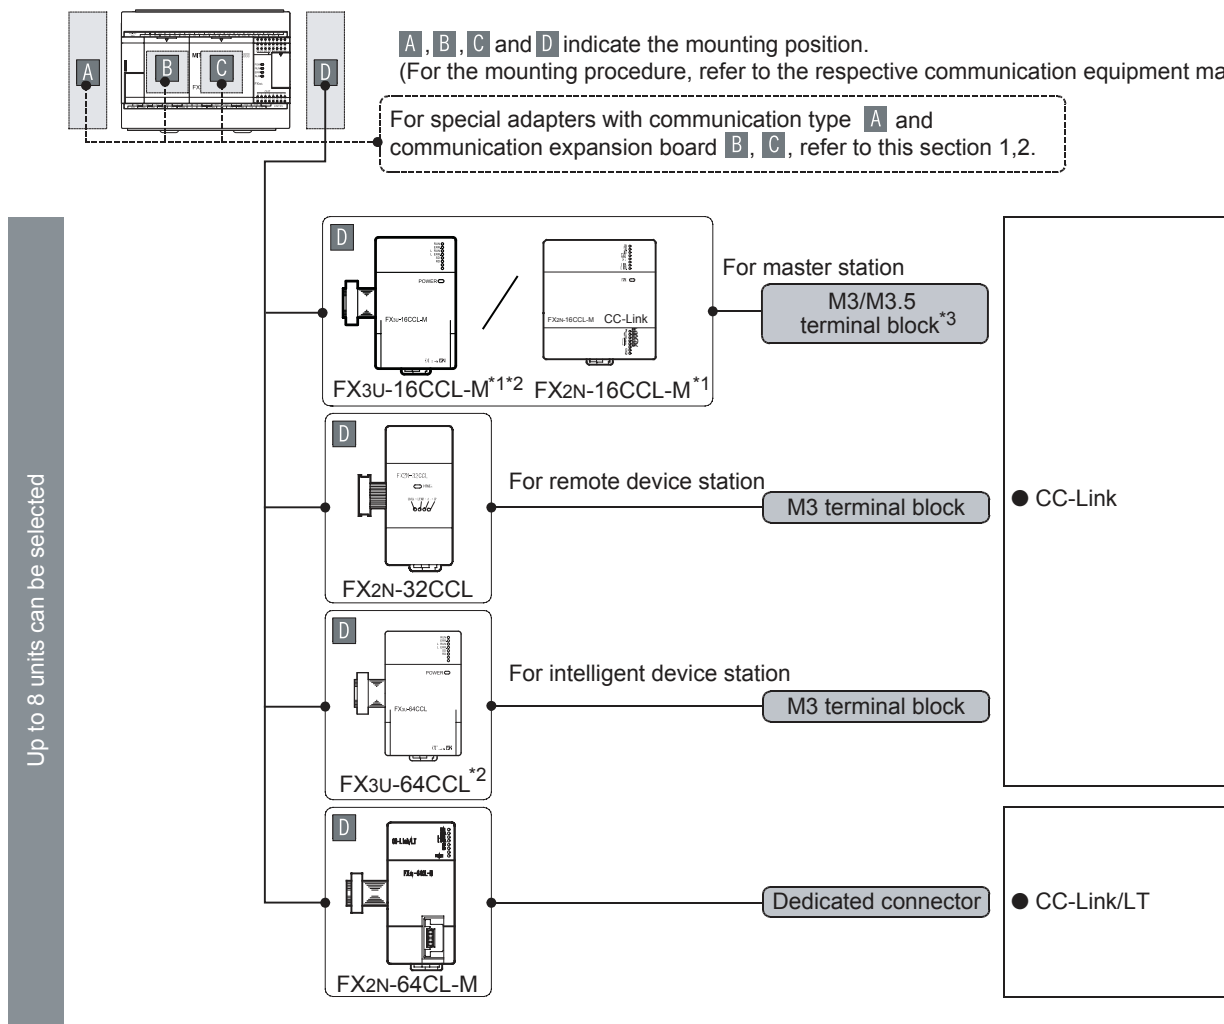 A, B, C and D indicate the mounting position.
(For the mounting procedure, refer to the respective communication equipment ma
A
B
C
D
MIT
FX
For special adapters with communication type A and
communication expansion board B, C, refer to this section 1,2.
Up to 8 units can be selected
D
POWER
FX3U-16CCL-M
FX2N-16CCL-M CC-Link
FX3U-16CCL-M*1*2 FX2N-16CCL-M*1
For master station
M3/M3.5
terminal block*3
D
FX2N-32CCL
FX2N-32CCL
For remote device station
M3 terminal block
● CC-Link
D
POWER
FX3U-64CCL
FX3U-64CCL*2
For intelligent device station
M3 terminal block
D
CC-Link/LT
FX2N-64CL-M
Dedicated connector
● CC-Link/LT